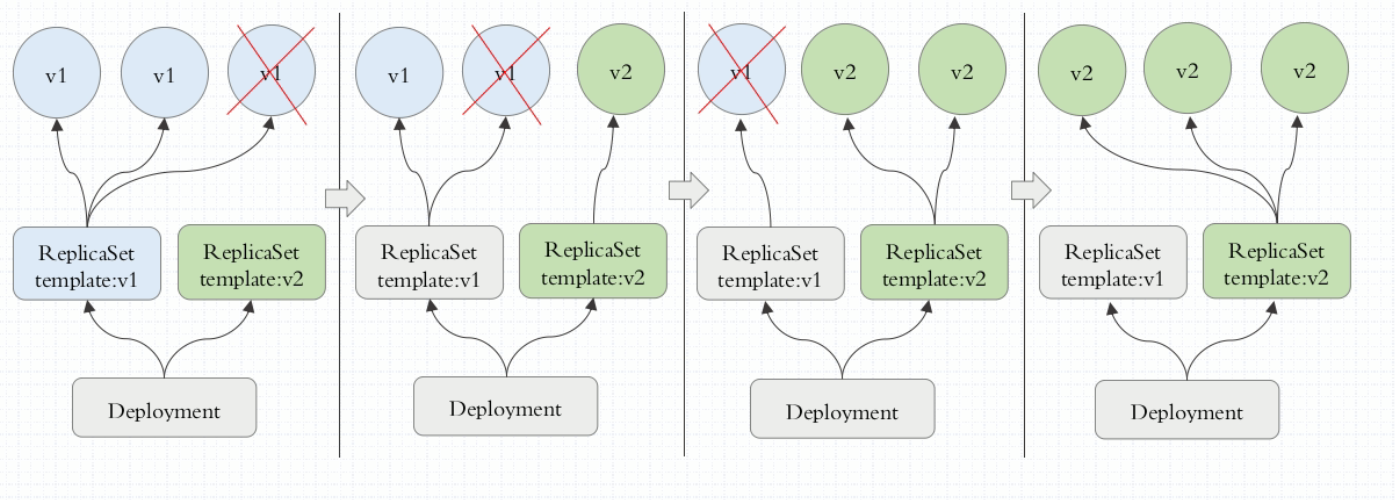 v1
v1
v1
ReplicaSet
template:v1
ReplicaSet
template:v2
Deployment
v1
v1
v2
ReplicaSet
template:v1
ReplicaSet
template:v2
Deployment
v1
v2
v2
ReplicaSet
template:v1
ReplicaSet
template:v2
Deployment
v2
v2
v2
ReplicaSet
template:v1
ReplicaSet
template:v2
Deployment